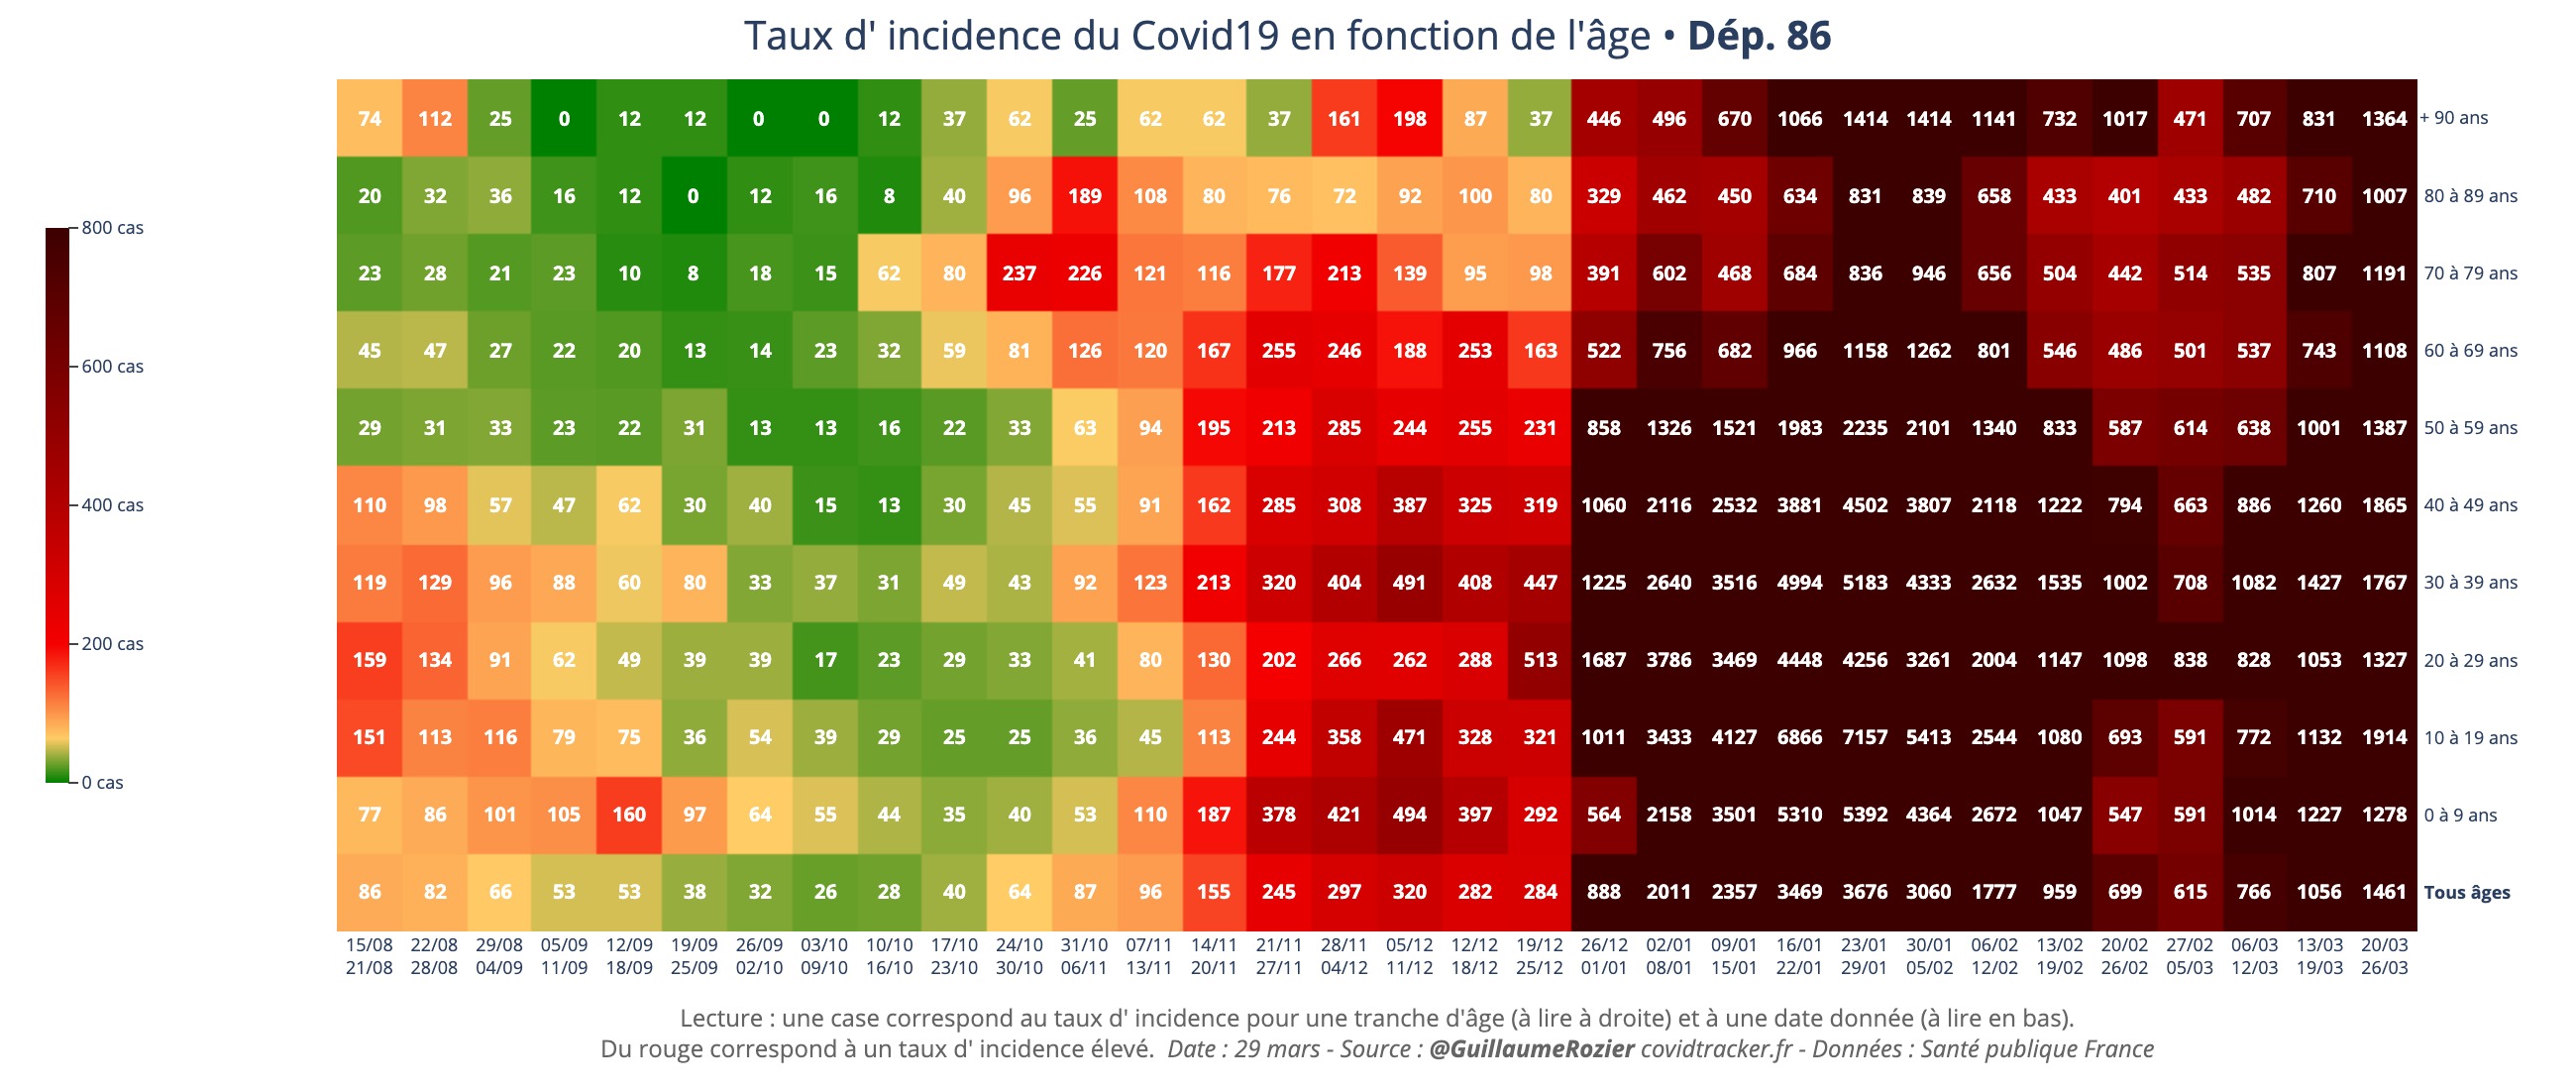 Taux d' incidence du Covid19 en fonction de l'âge • Dép. 86
74 112 25 0 12 12 0 0 12 37 62 25 62 62 37 161 198 87 37 446 496 670 1066 1414 1414 1141 732 1017 471 707 831 1364 + 90 ans
20 32 36 16 12 0 12 16 8 40 96 189 108 80 76 72 92 100 80 329 462 450 634 831 839 658 433 401 433 482 710 1007 80 à 89 ans
800 cas
23 28 21 23 10 8 18 15 62 80 237 226 121 116 177 213 139 95 98 391 602 468 684 836 946 656 504 442 514 535 807 1191 70 à 79 ans
45 47 27 22 20 13 14 23 32 59 81 126 120 167 255 246 188 253 163 522 756 682 966 1158 1262 801 546 486 501 537 743 1108 60 à 69 ans
600 cas
29 31 33 23 22 31 13 13 16 22 33 63 94 195 213 285 244 255 231 858 1326 1521 1983 2235 2101 1340 833 587 614 638 1001 1387 50 à 59 ans
400 cas
110 98 57 47 62 30 40 15 13 30 45 55 91 162 285 308 387 325 319 1060 2116 2532 3881 4502 3807 2118 1222 794 663 886 1260 1865 40 à 49 ans
119 129 96 88 60 80 33 37 31 49 43 92 123 213 320 404 491 408 447 1225 2640 3516 4994 5183 4333 2632 1535 1002 708 1082 1427 1767 30 à 39 ans
200 cas
159 134 91 62 49 39 39 17 23 29 33 41 80 130 202 266 262 288 513 1687 3786 3469 4448 4256 3261 2004 1147 1098 838 828 1053 1327 20 à 29 ans
151 113 116 79 75 36 54 39 29 25 25 36 45 113 244 358 471 328 321 1011 3433 4127 6866 7157 5413 2544 1080 693 591 772 1132 1914 10 à 19 ans
0 cas
77 86 101 105 160 97 64 55 44 35 40 53 110 187 378 421 494 397 292 564 2158 3501 5310 5392 4364 2672 1047 547 591 1014 1227 1278 0 à 9 ans
86 82 66 53 53 38 32 26 28 40 64 87 96 155 245 297 320 282 284 888 2011 2357 3469 3676 3060 1777 959 699 615 766 1056 1461 Tous âges
15/08 22/08 29/08 05/09 12/09 19/09 26/09 03/10 10/10 17/10 24/10 31/10 07/11 14/11 21/11 28/11 05/12 12/12 19/12 26/12 02/01 09/01 16/01 23/01 30/01 06/02 13/02 20/02 27/02 06/03 13/03 20/03
21/08 28/08 04/09 11/09 18/09 25/09 02/10 09/10 16/10 23/10 30/10 06/11 13/11 20/11 27/11 04/12 11/12 18/12 25/12 01/01 08/01 15/01 22/01 29/01 05/02 12/02 19/02 26/02 05/03 12/03 19/03 26/03
Lecture : une case correspond au taux d' incidence pour une tranche d'âge (à lire à droite) et à une date donnée (à lire en bas).
Du rouge correspond à un taux d' incidence élevé. Date : 29 mars - Source : @GuillaumeRozier covidtracker.fr - Données : Santé publique France